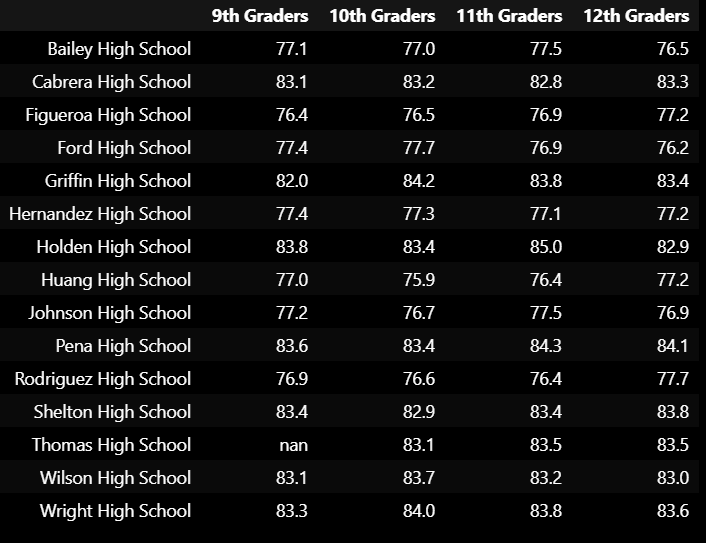 9th Graders 10th Graders 11th Graders 12th Graders
Bailey High School 77.1 77.0 77.5 76.5
Cabrera High School 83.1 83.2 82.8 83.3
Figueroa High School 76.4 76.5 76.9 77.2
Ford High School 77.4 77.7 76.9 76.2
Griffin High School 82.0 84.2 83.8 83.4
Hernandez High School 77.4 77.3 77.1 77.2
Holden High School 83.8 83.4 85.0 82.9
Huang High School 77.0 75.9 76.4 77.2
Johnson High School 77.2 76.7 77.5 76.9
Pena High School 83.6 83.4 84.3 84.1
Rodriguez High School 76.9 76.6 76.4 77.7
Shelton High School 83.4 82.9 83.4 83.8
Thomas High School nan 83.1 83.5 83.5
Wilson High School 83.1 83.7 83.2 83.0
Wright High School 83.3 84.0 83.8 83.6